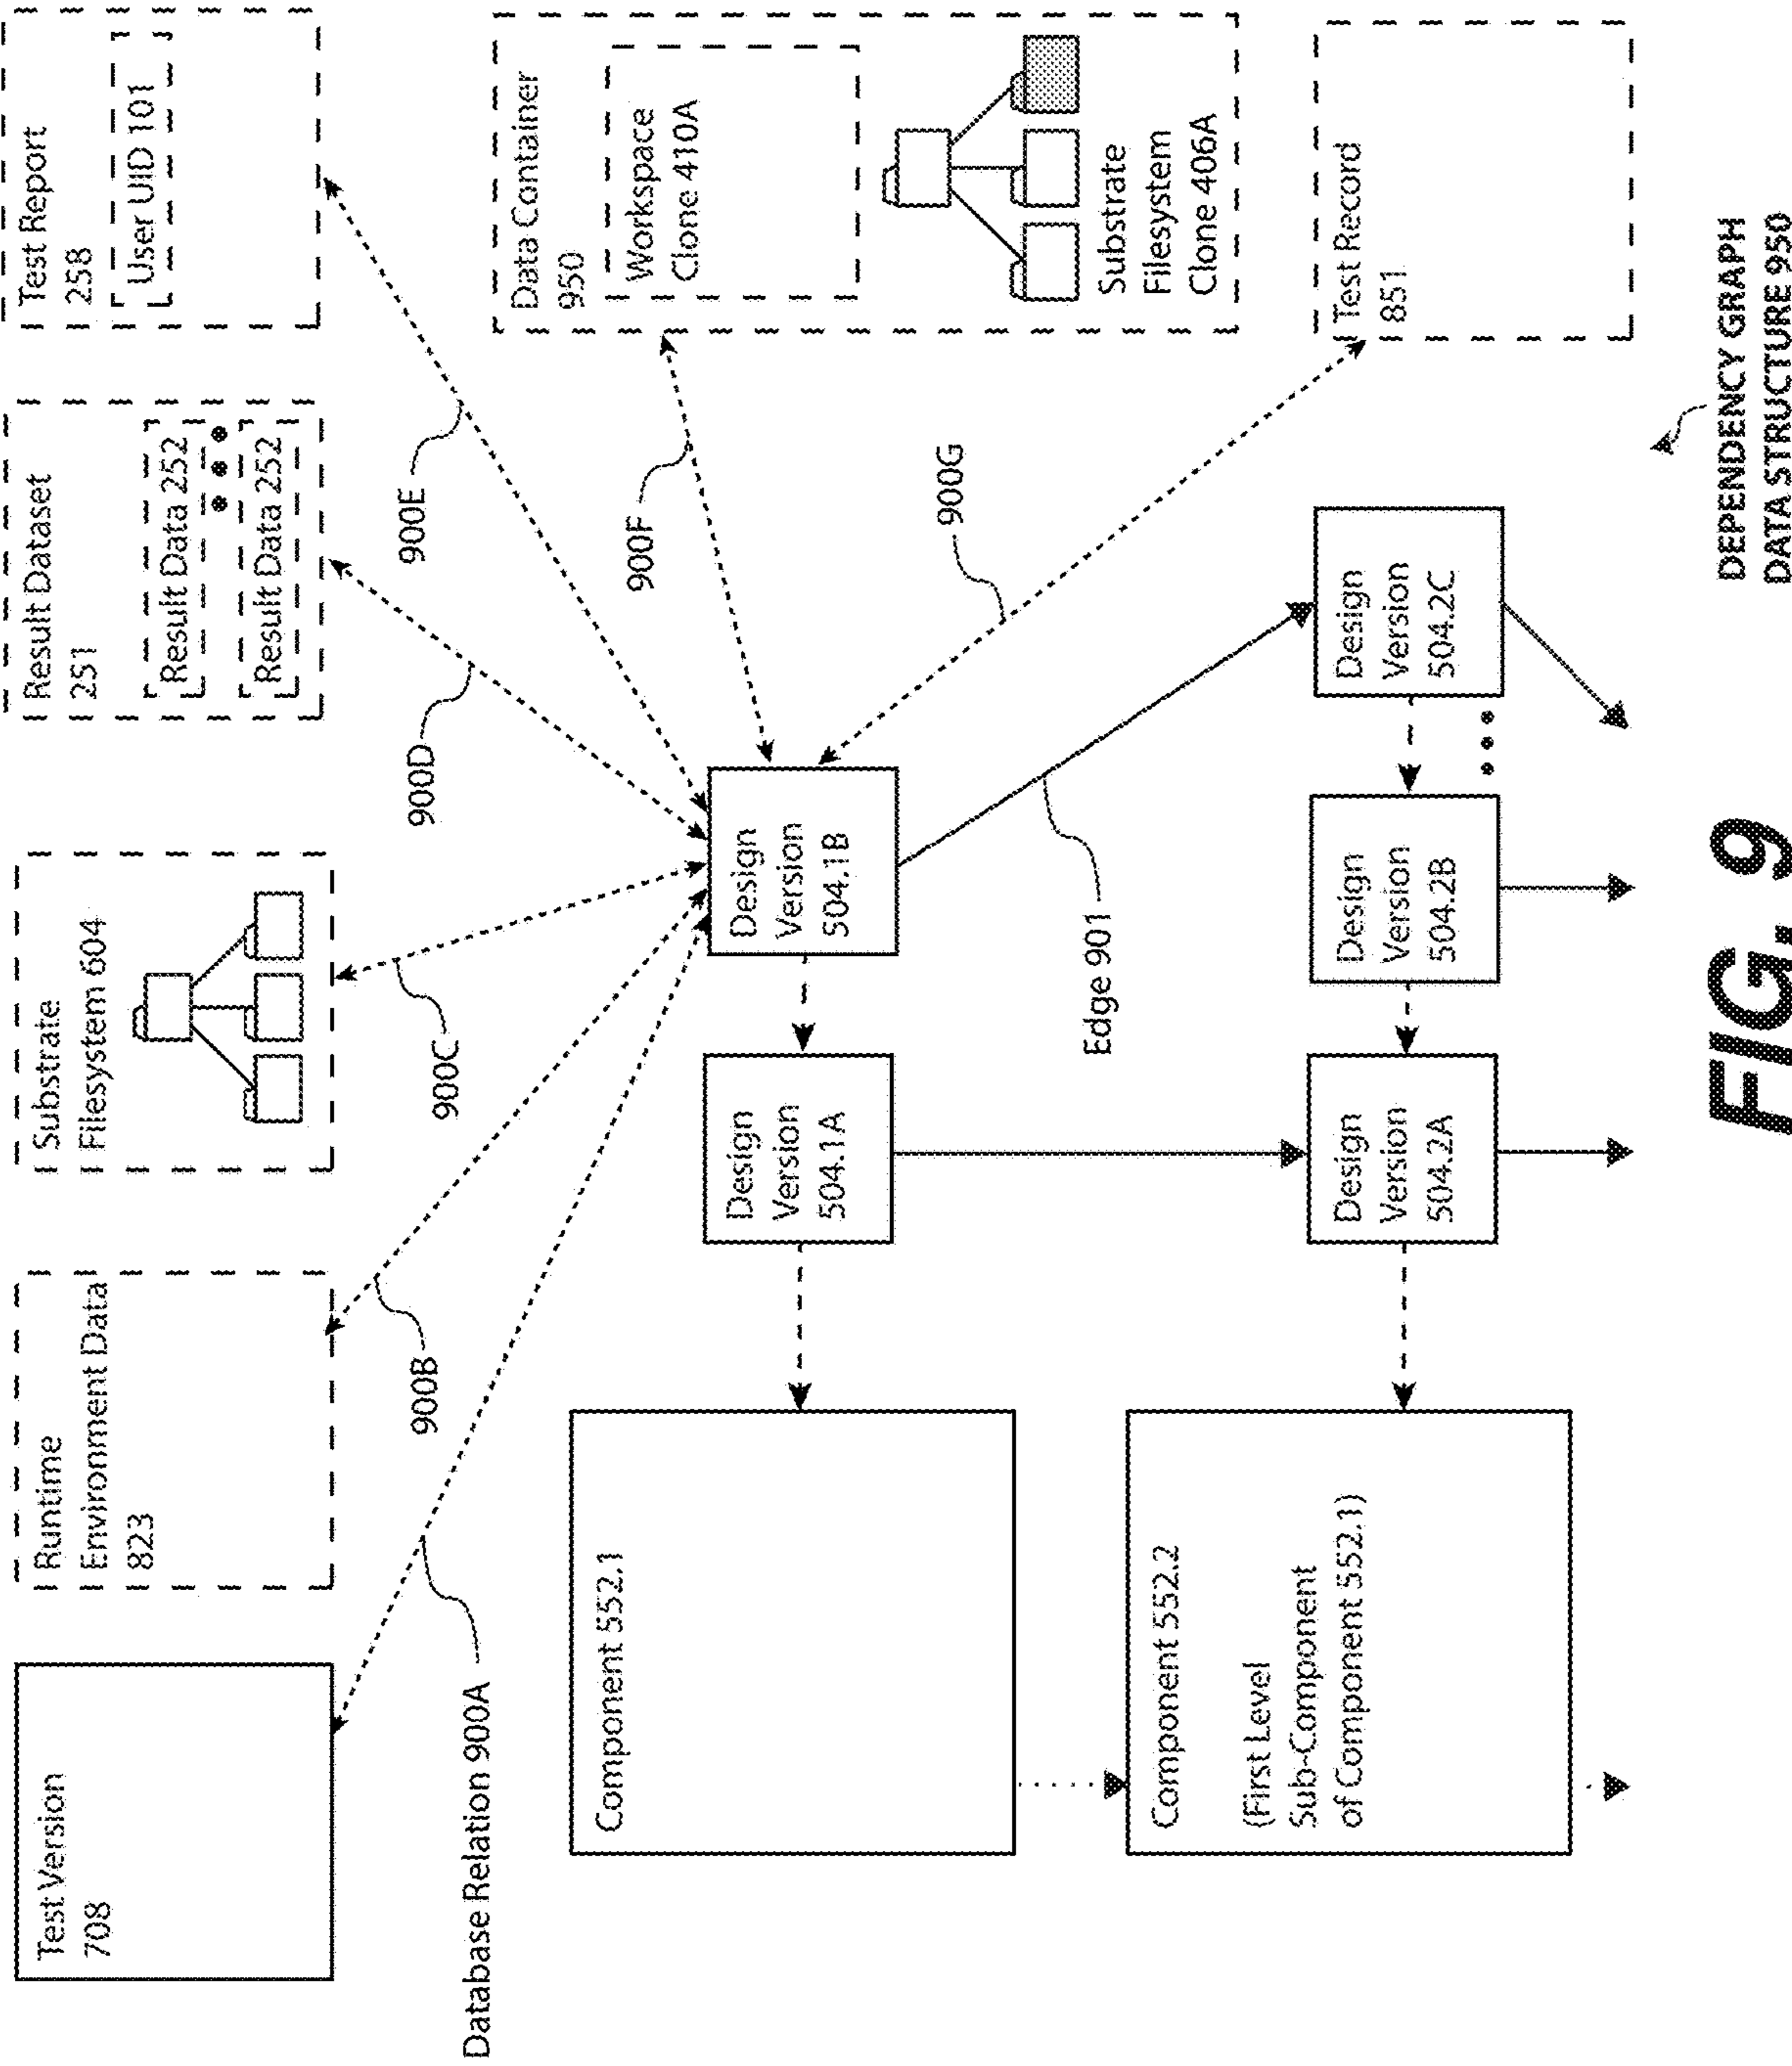 Test Version
708
Runtime
Environment Data
823
Substrate
Filesystem 604
Result Dataset
251
Result Data 252
Result Data 252
Test Report
258
User UID 101
Database Relation 900A
900B
900C
900D
900E
900F
900G
Data Container
950
Workspace
Clone 410A
Substrate
Filesystem
Clone 406A
Test Record
851
Component 552.1
Design
Version
504.1A
Design
Version
504.1B
Edge 901
Component 552.2
(First Level
Sub-Component
of Component 552.1)
Design
Version
504.2A
Design
Version
504.2B
Design
Version
504.2C
DEPENDENCY GRAPH
DATA STRUCTURE 950
FIG. 9